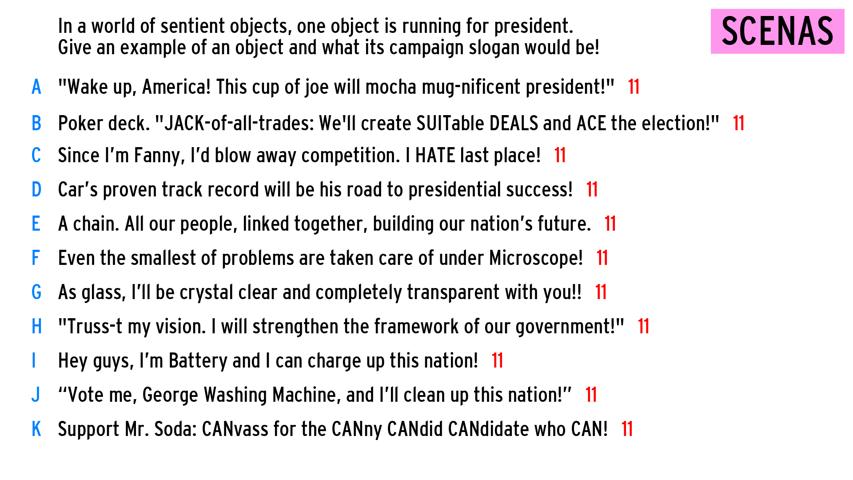 In a world of sentient objects, one object is running for president.
Give an example of an object and what its campaign slogan would be!
SCENAS
A "Wake up, America! This cup of joe will mocha mug-nificent president!" 11
B Poker deck. "JACK-of-all-trades: We'll create SUITable DEALS and ACE the election!" 11
C Since I'm Fanny, I'd blow away competition. I HATE last place! 11
D Car's proven track record will be his road to presidential success! 11
E A chain. All our people, linked together, building our nation's future. 11
F Even the smallest of problems are taken care of under Microscope! 11
G As glass, I'll be crystal clear and completely transparent with you!! 11
H "Truss-t my vision. I will strengthen the framework of our government!" 11
I Hey guys, I'm Battery and I can charge up this nation! 11
J “Vote me, George Washing Machine, and I'll clean up this nation!” 11
K Support Mr. Soda: CANvass for the CANny CANdid CANdidate who CAN! 11